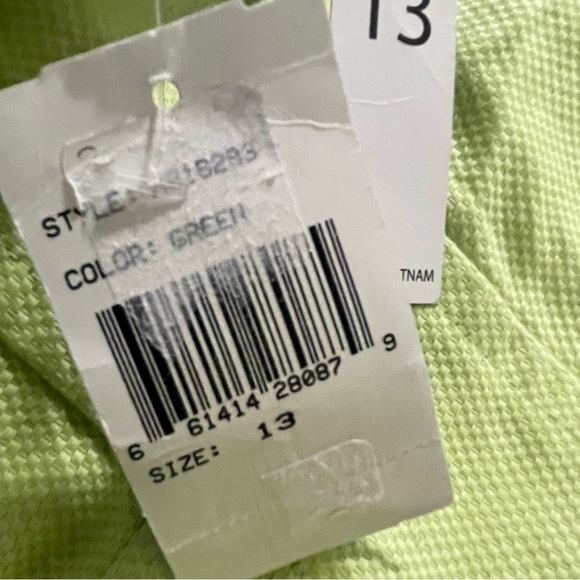 13
STYLE:
COLOR: GREEN
6 61414 28087 9
SIZE: 13
TNAM